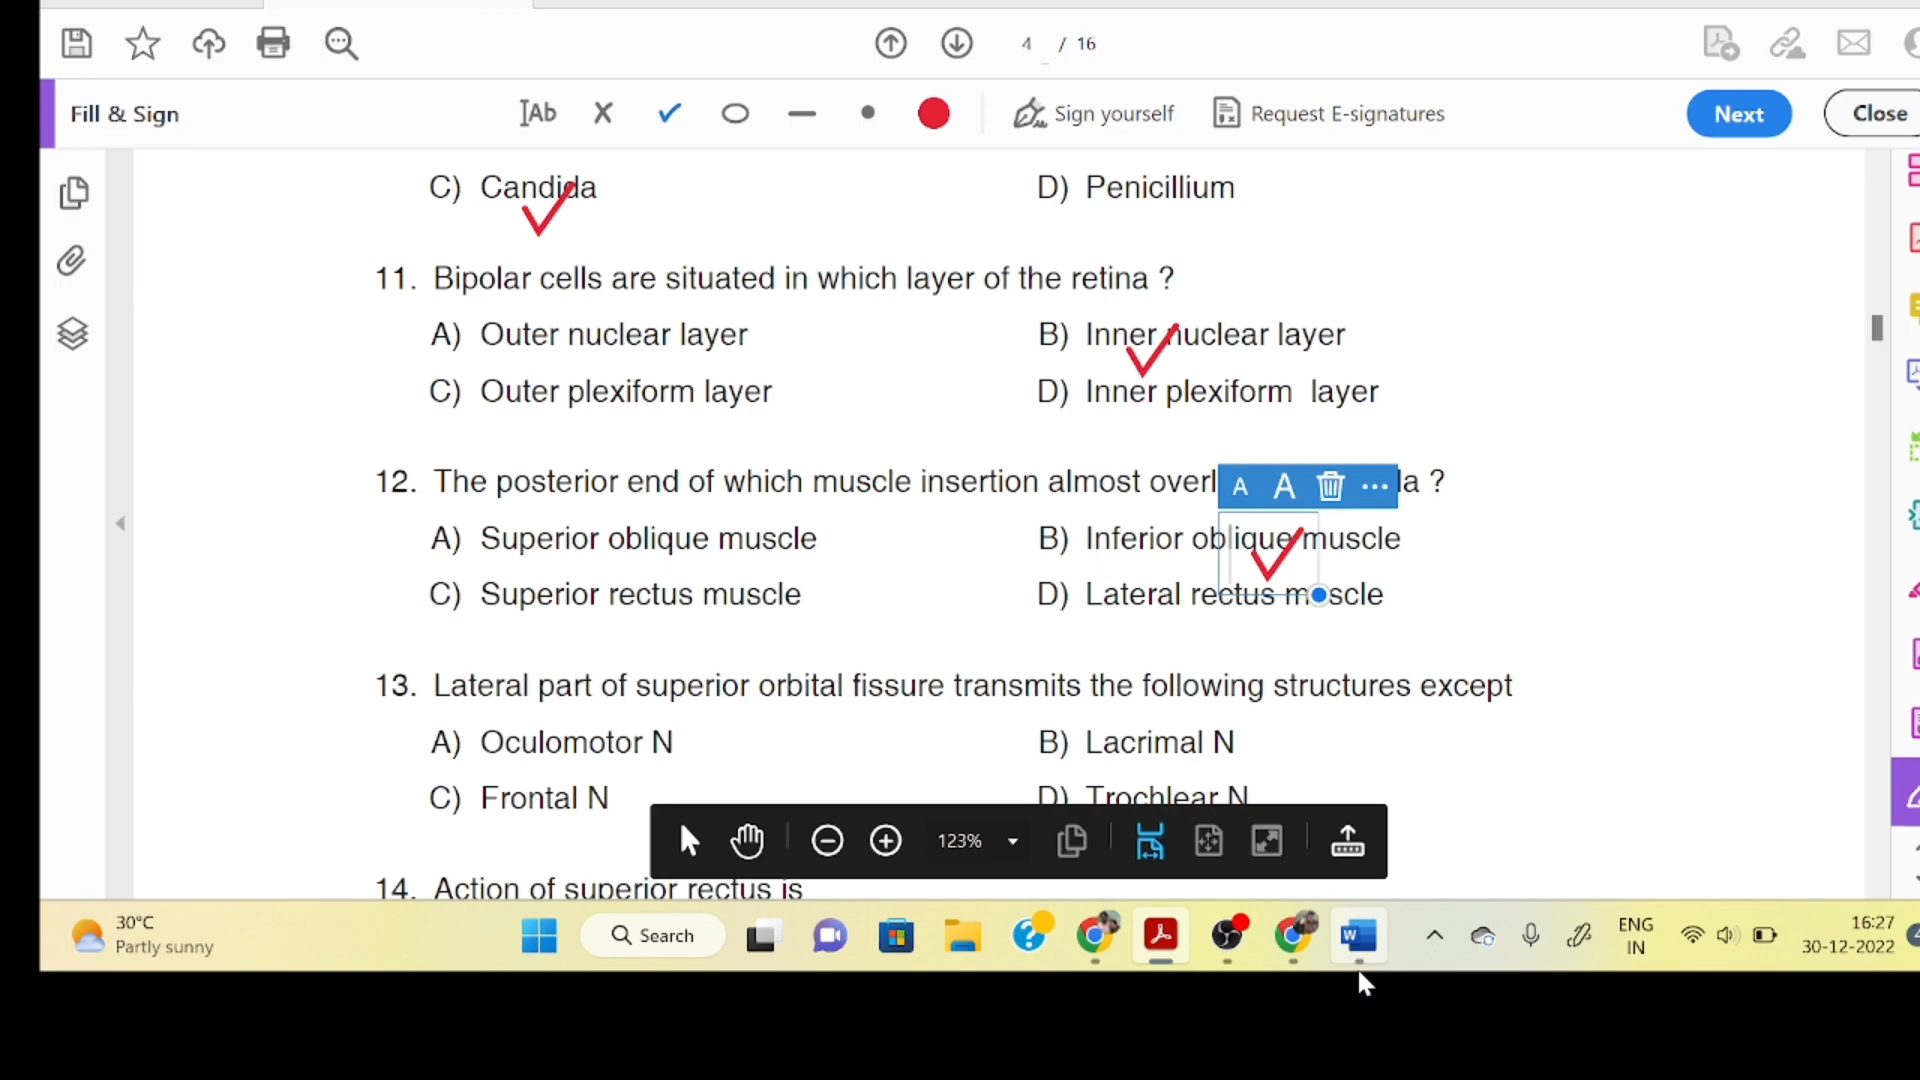 4 / 16
Fill & Sign
Ab
Sign yourself
Request E-signatures
Next
Close
C) Candida
D) Penicillium
11. Bipolar cells are situated in which layer of the retina ?
A) Outer nuclear layer
B) Inner nuclear layer
C) Outer plexiform layer
D) Inner plexiform layer
12. The posterior end of which muscle insertion almost overl
A A ...
la ?
A) Superior oblique muscle
B) Inferior oblique muscle
C) Superior rectus muscle
D) Lateral rectus muscle
13. Lateral part of superior orbital fissure transmits the following structures except
A) Oculomotor N
B) Lacrimal N
C) Frontal N
D) Trochlear N
123%
14. Action of superior rectus is
30°C
Partly sunny
Search
ENG
IN
16:27
30-12-2022